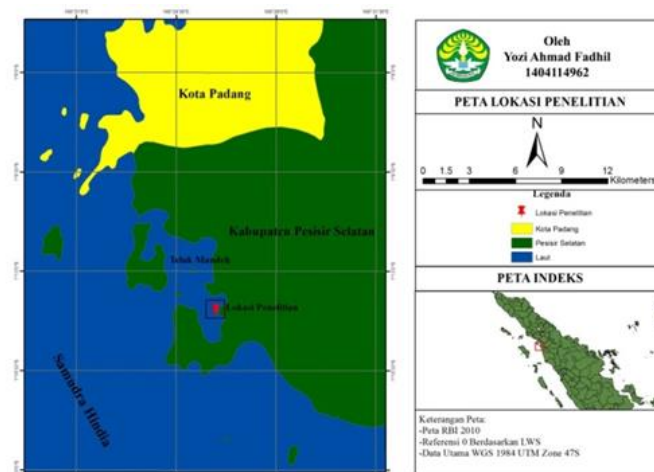 Kota Padang
Kabupaten Pesisir Selatan
Teluk Mandeh
Lokasi Penelitian
Samudra Hindia
Oleh
Yozi Ahmad Fadhil
1404114962
PETA LOKASI PENELITIAN
N
0 1.5 3 6 9 12
Kilometers
Legenda
Lokasi Penelitian
Kota Padang
Pesisir Selatan
Laut
PETA INDEKS
Keterangan Peta:
-Peta RBI 2010
-Referensi 0 Berdasarkan LWS
-Data Utama WGS 1984 UTM Zone 47S